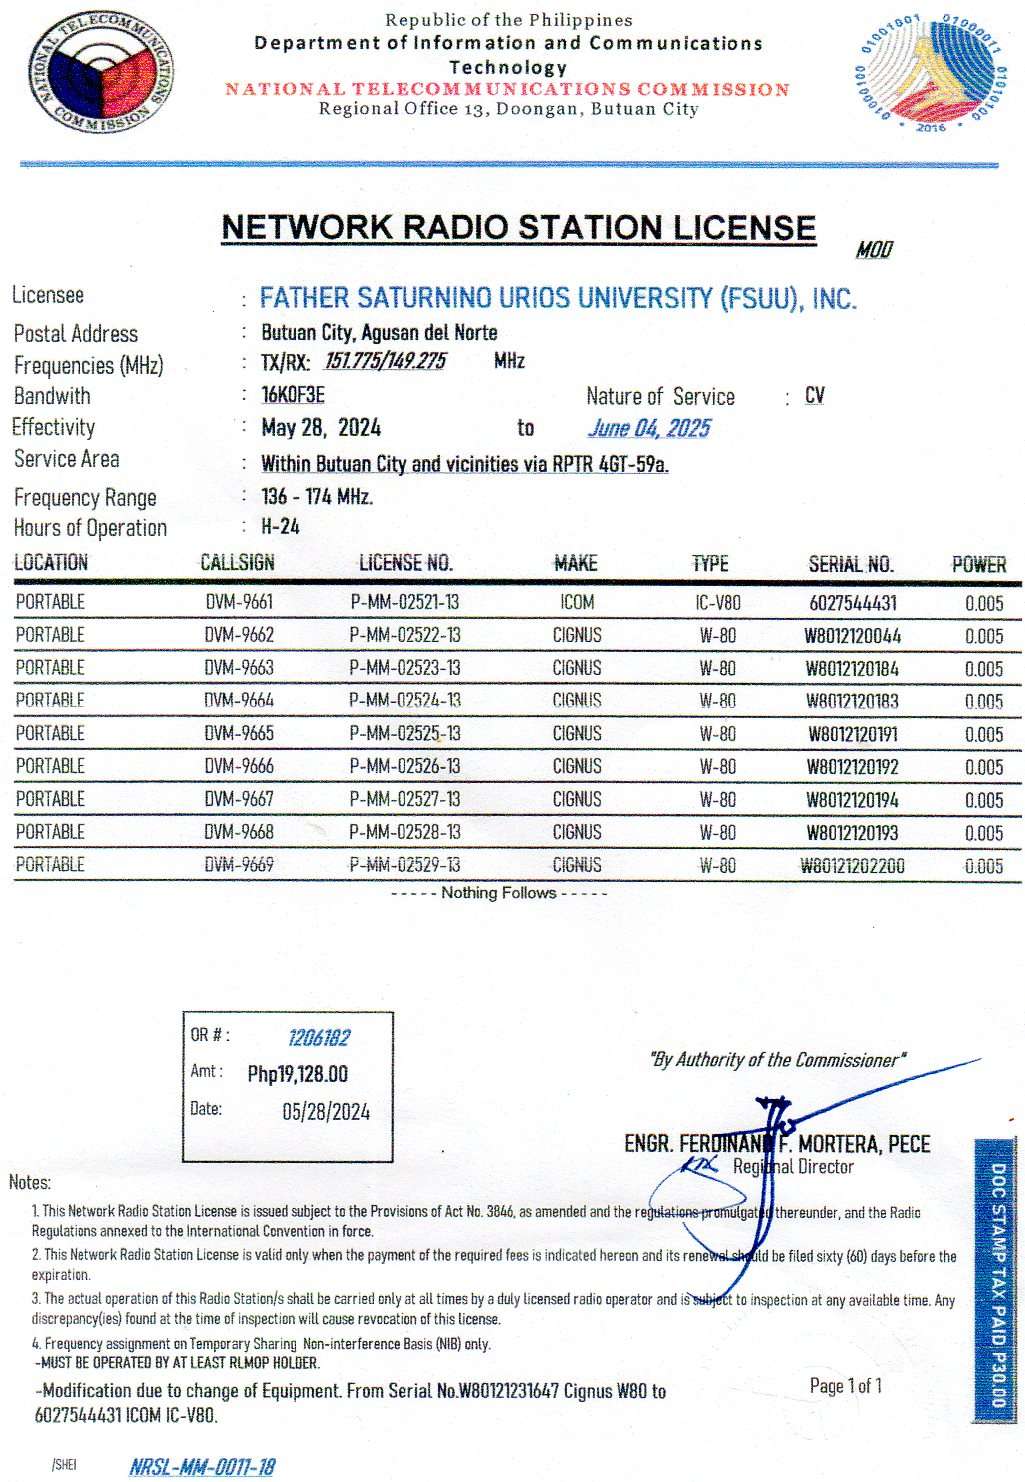 NATIONAL TELECOMMUNICATIONS COMMISSION
Republic of the Philippines
Department of Information and Communications
Technology
NATIONAL TELECOMMUNICATIONS COMMISSION
Regional Office 13, Doongan, Butuan City
01000100 01001001 01000011 01010100
• 2016 •
NETWORK RADIO STATION LICENSE
MOD
Licensee : FATHER SATURNINO URIOS UNIVERSITY (FSUU), INC.
Postal Address : Butuan City, Agusan del Norte
Frequencies (MHz) : TX/RX: 151.775/149.275 MHz
Bandwith : 16K0F3E Nature of Service : CV
Effectivity : May 28, 2024 to June 04, 2025
Service Area : Within Butuan City and vicinities via RPTR 4GT-59a.
Frequency Range : 136 - 174 MHz.
Hours of Operation : H-24
LOCATION CALLSIGN LICENSE NO. MAKE TYPE SERIAL NO. POWER
PORTABLE DVM-9661 P-MM-02521-13 ICOM IC-V80 6027544431 0.005
PORTABLE DVM-9662 P-MM-02522-13 CIGNUS W-80 W8012120044 0.005
PORTABLE DVM-9663 P-MM-02523-13 CIGNUS W-80 W8012120184 0.005
PORTABLE DVM-9664 P-MM-02524-13 CIGNUS W-80 W8012120183 0.005
PORTABLE DVM-9665 P-MM-02525-13 CIGNUS W-80 W8012120191 0.005
PORTABLE DVM-9666 P-MM-02526-13 CIGNUS W-80 W8012120192 0.005
PORTABLE DVM-9667 P-MM-02527-13 CIGNUS W-80 W8012120194 0.005
PORTABLE DVM-9668 P-MM-02528-13 CIGNUS W-80 W8012120193 0.005
PORTABLE DVM-9669 P-MM-02529-13 CIGNUS W-80 W80121202200 0.005
- - - - - Nothing Follows - - - - -
OR # : 1206182
Amt : Php19,128.00
Date: 05/28/2024
"By Authority of the Commissioner"
ENGR. FERDINAND F. MORTERA, PECE
Regional Director
Notes:
1. This Network Radio Station License is issued subject to the Provisions of Act No. 3846, as amended and the regulations promulgated thereunder, and the Radio
Regulations annexed to the International Convention in force.
2. This Network Radio Station License is valid only when the payment of the required fees is indicated hereon and its renewal should be filed sixty (60) days before the
expiration.
3. The actual operation of this Radio Station/s shall be carried only at all times by a duly licensed radio operator and is subject to inspection at any available time. Any
discrepancy(ies) found at the time of inspection will cause revocation of this license.
4. Frequency assignment on Temporary Sharing Non-interference Basis (NIB) only.
-MUST BE OPERATED BY AT LEAST RLMOP HOLDER.
-Modification due to change of Equipment. From Serial No.W80121231647 Cignus W80 to
6027544431 ICOM IC-V80.
Page 1 of 1
DOC STAMP TAX PAID P30.00
/SHEI NRSL-MM-0011-18